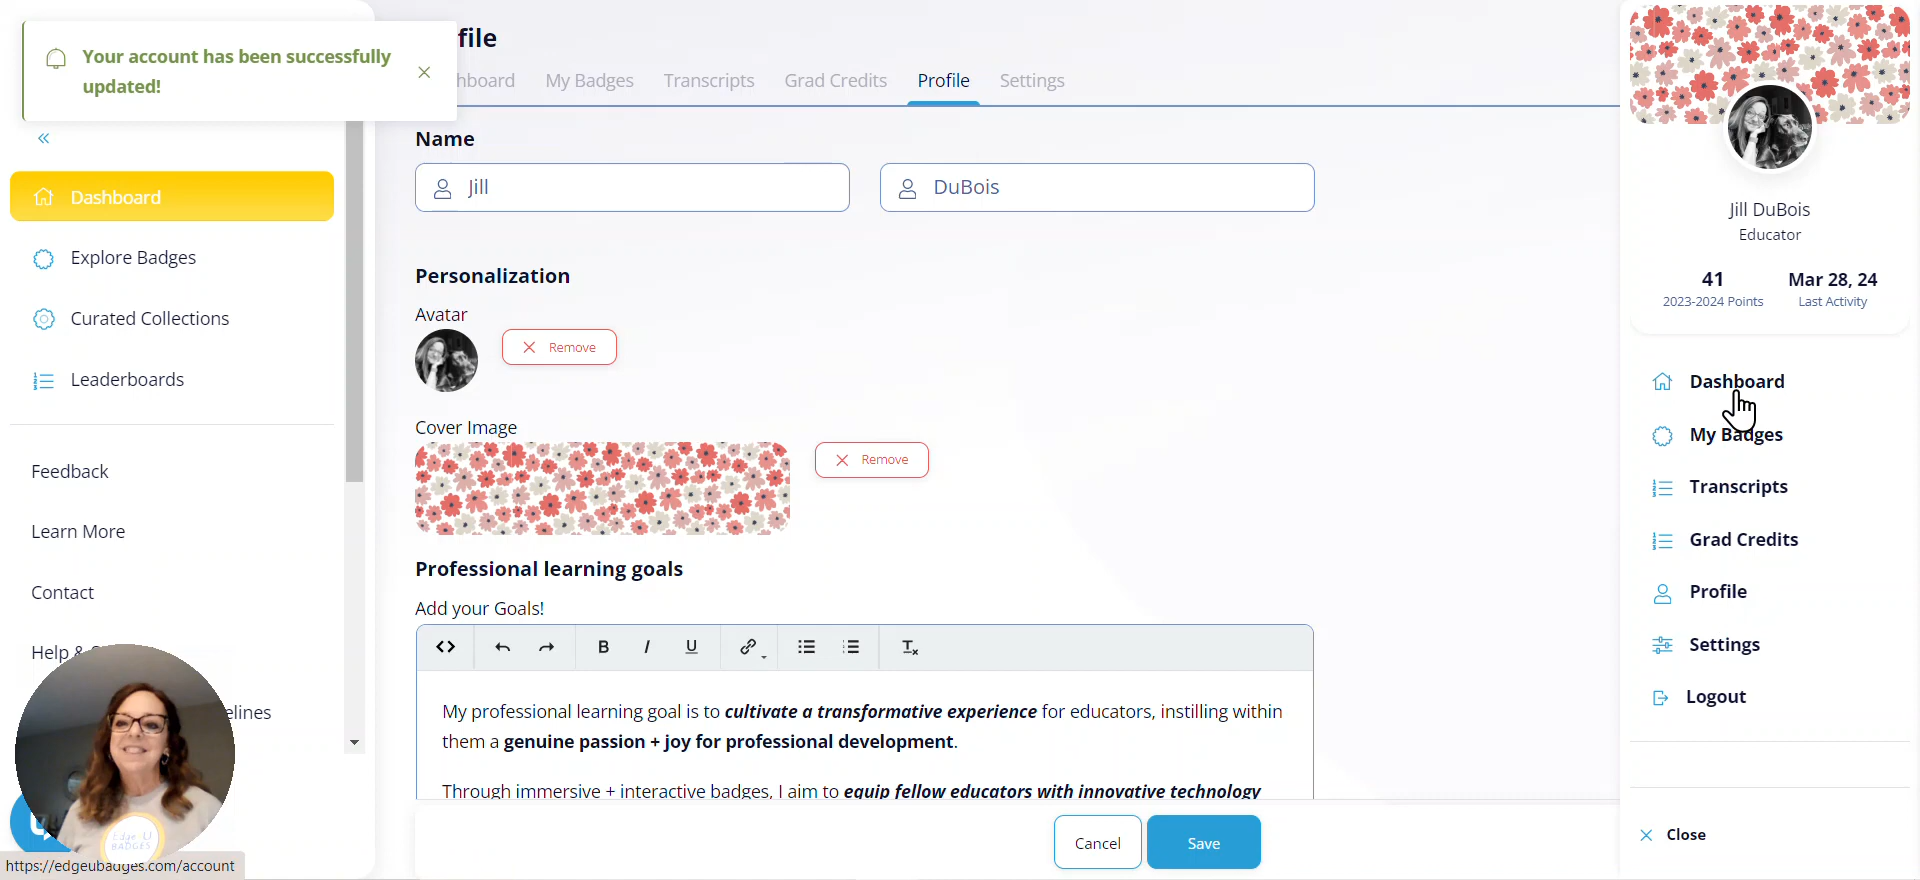 Your account has been successfully
updated!
file
hboard
My Badges
Transcripts
Grad Credits
Profile
Settings
Dashboard
Explore Badges
Curated Collections
Leaderboards
Feedback
Learn More
Contact
Help &
elines
Edge U
BADGES
https://edgeubadges.com/account
Name
Jill
DuBois
Personalization
Avatar
Remove
Cover Image
Remove
Professional learning goals
Add your Goals!
My professional learning goal is to cultivate a transformative experience for educators, instilling within
them a genuine passion + joy for professional development.
Through immersive + interactive badges, I aim to equip fellow educators with innovative technology
Cancel
Save
Jill DuBois
Educator
41
2023-2024 Points
Mar 28, 24
Last Activity
Dashboard
My Badges
Transcripts
Grad Credits
Profile
Settings
Logout
Close